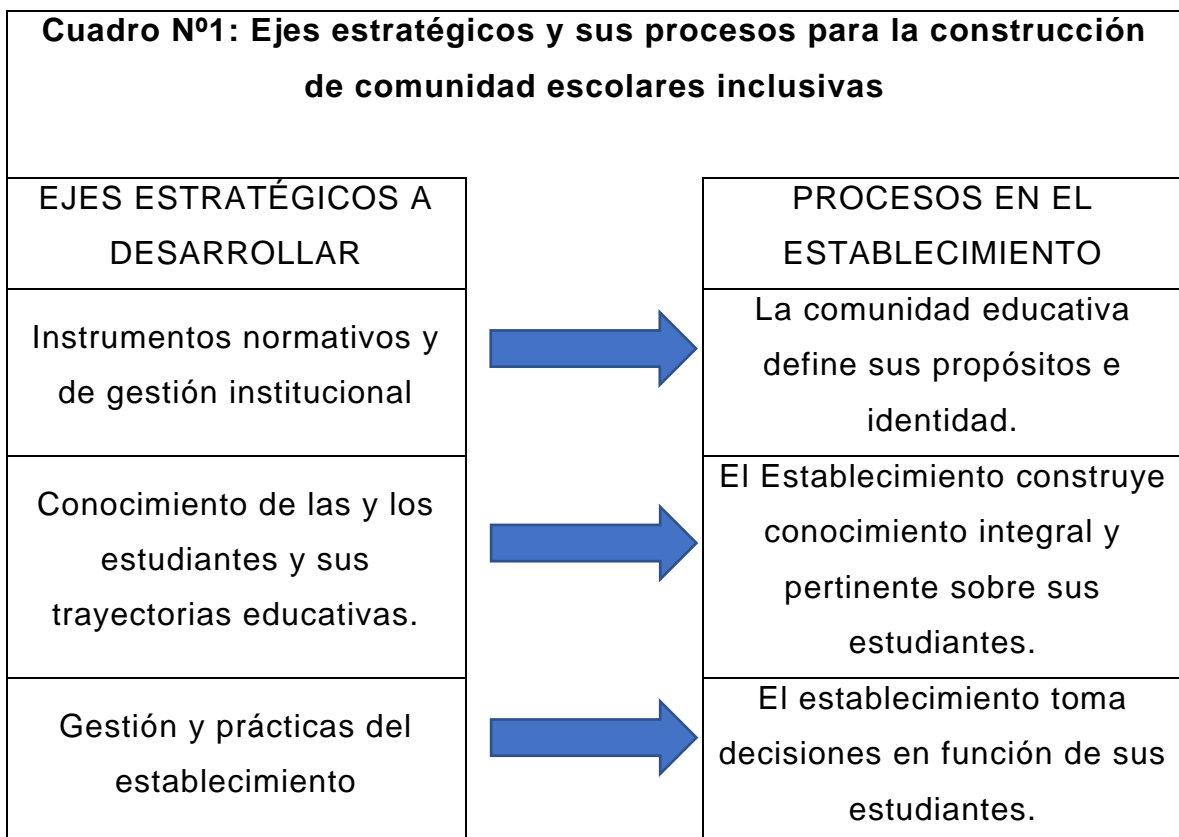 Cuadro Nº1: Ejes estratégicos y sus procesos para la construcción
de comunidad escolares inclusivas
EJES ESTRATÉGICOS A
DESARROLLAR
PROCESOS EN EL
ESTABLECIMIENTO
Instrumentos normativos y
de gestión institucional
La comunidad educativa
define sus propósitos e
identidad.
Conocimiento de las y los
estudiantes y sus
trayectorias educativas.
El Establecimiento construye
conocimiento integral y
pertinente sobre sus
estudiantes.
Gestión y prácticas del
establecimiento
El establecimiento toma
decisiones en función de sus
estudiantes.